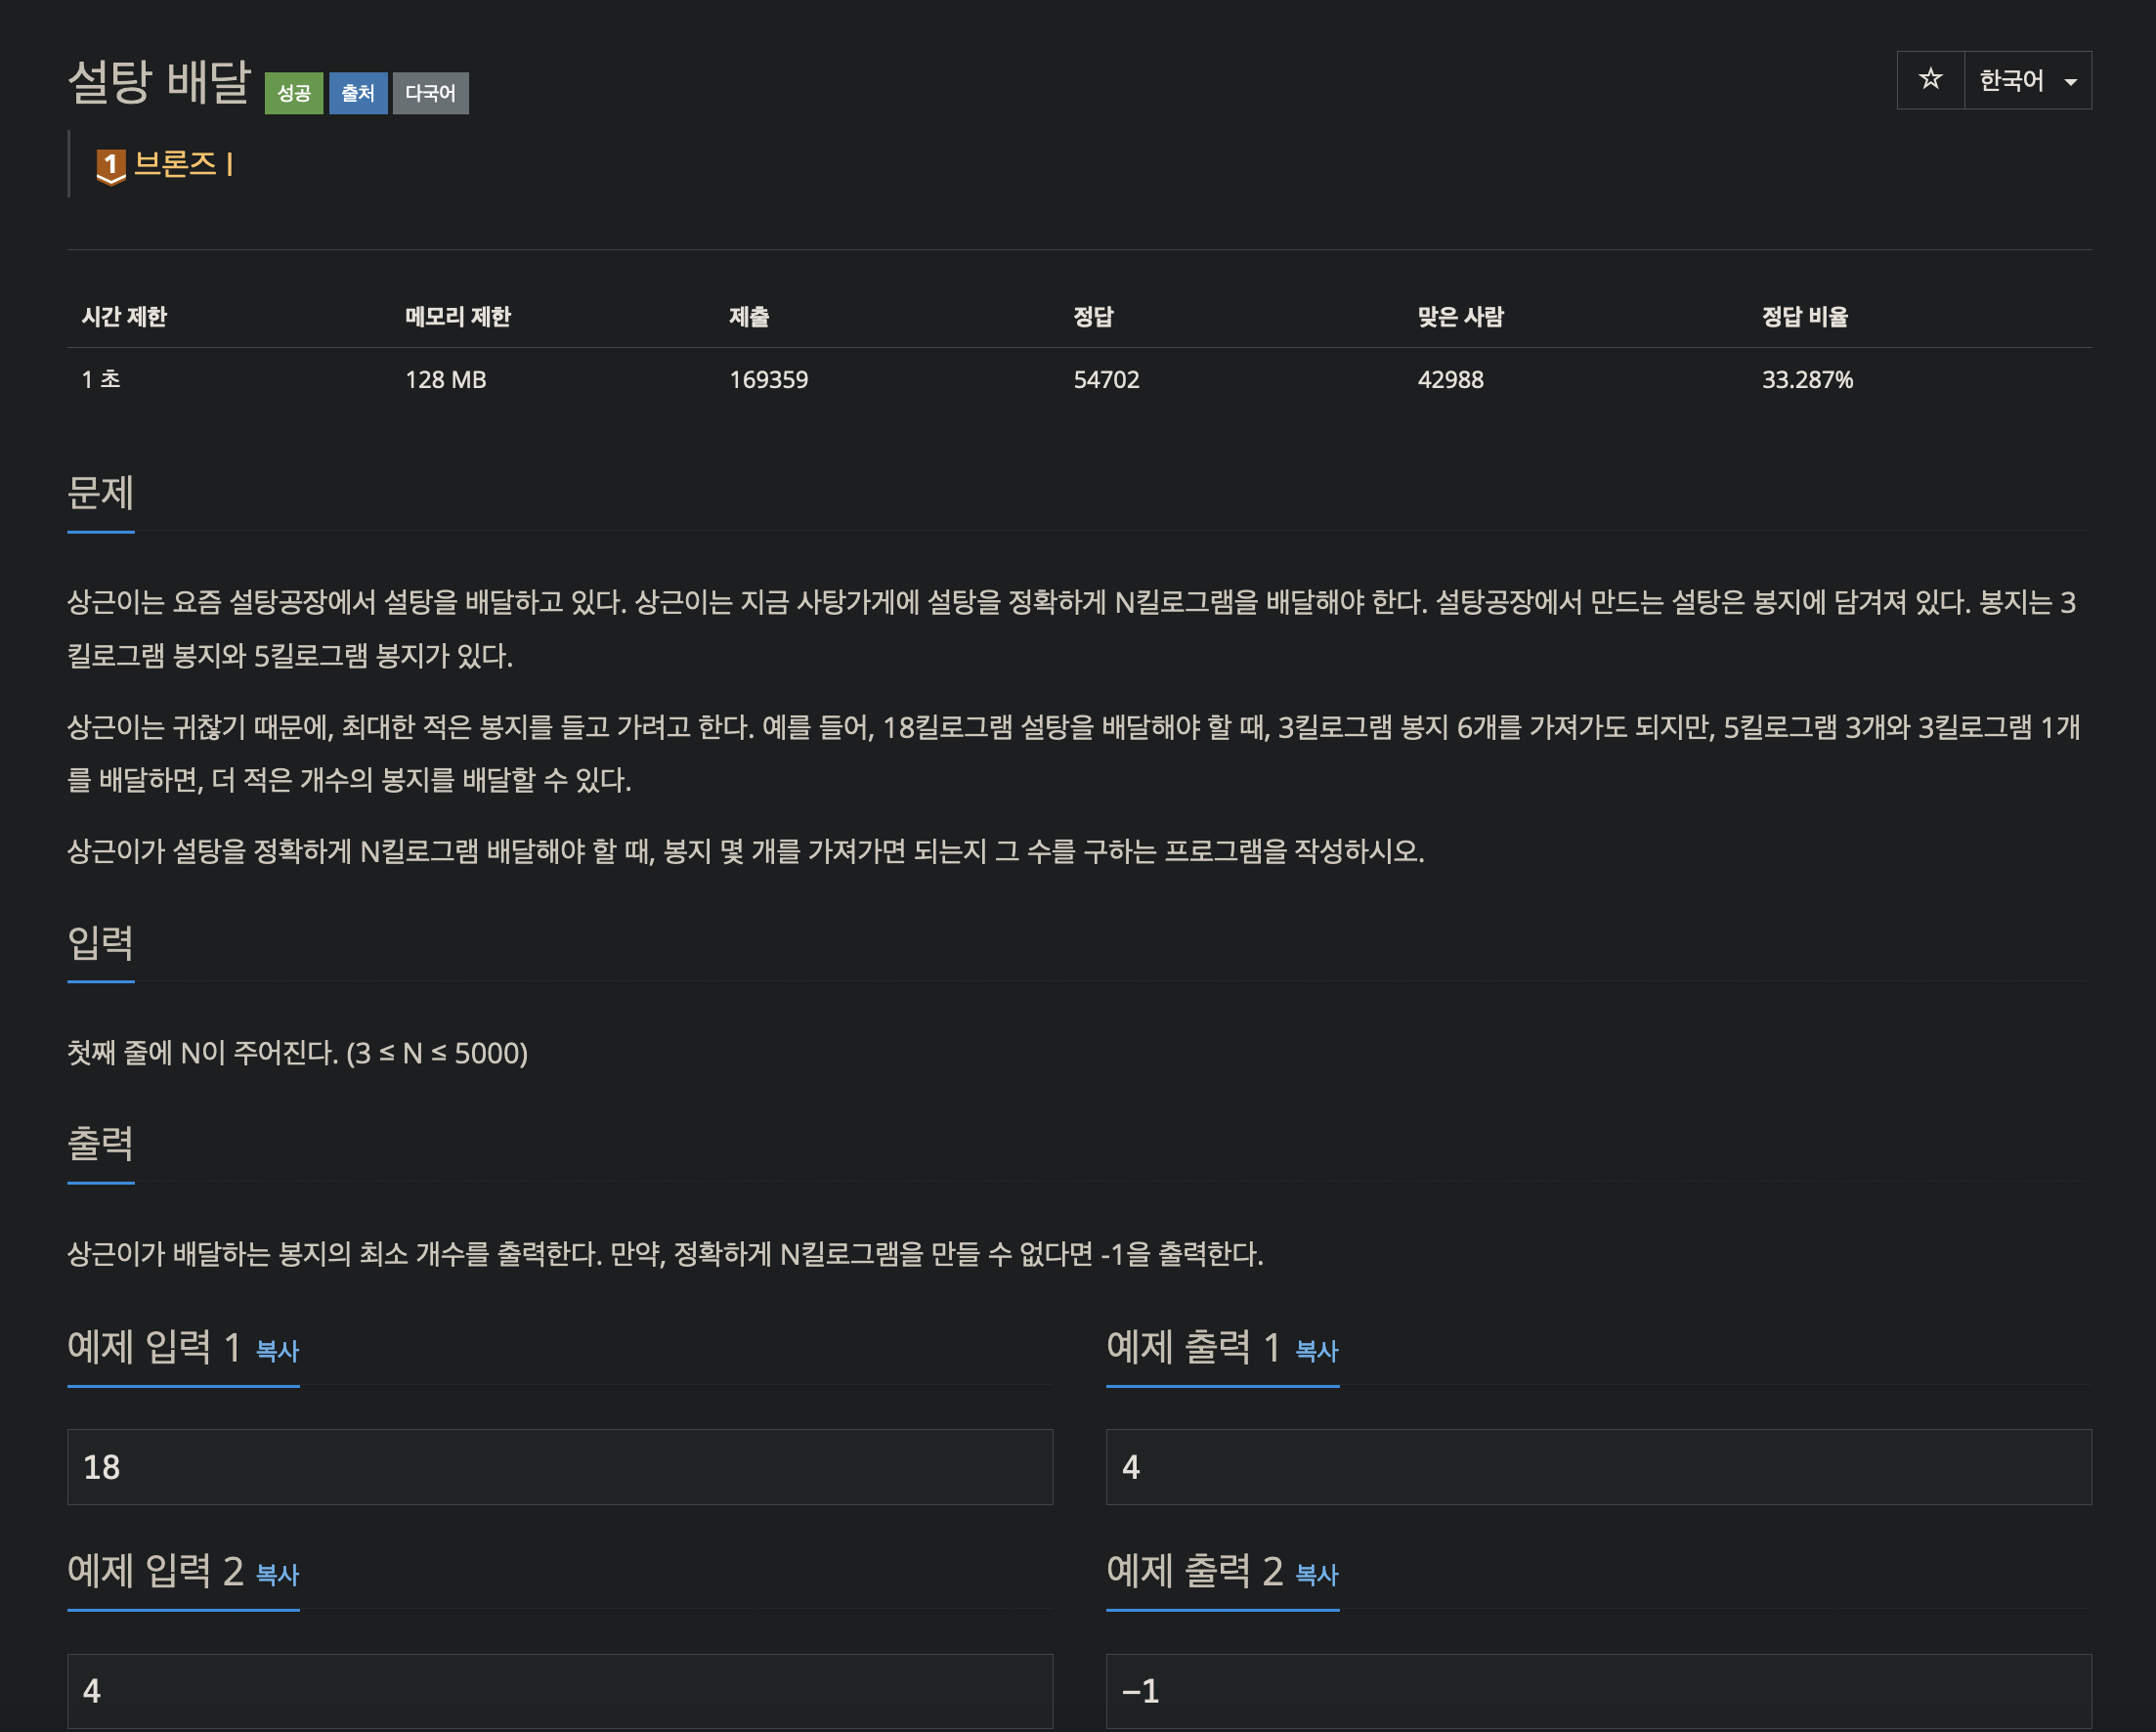 설탕 배달 성공 출처 다국어
☆ 한국어
1 브론즈 I
시간 제한 메모리 제한 제출 정답 맞은 사람 정답 비율
1 초 128 MB 169359 54702 42988 33.287%
문제
상근이는 요즘 설탕공장에서 설탕을 배달하고 있다. 상근이는 지금 사탕가게에 설탕을 정확하게 N킬로그램을 배달해야 한다. 설탕공장에서 만드는 설탕은 봉지에 담겨져 있다. 봉지는 3
킬로그램 봉지와 5킬로그램 봉지가 있다.
상근이는 귀찮기 때문에, 최대한 적은 봉지를 들고 가려고 한다. 예를 들어, 18킬로그램 설탕을 배달해야 할 때, 3킬로그램 봉지 6개를 가져가도 되지만, 5킬로그램 3개와 3킬로그램 1개
를 배달하면, 더 적은 개수의 봉지를 배달할 수 있다.
상근이가 설탕을 정확하게 N킬로그램 배달해야 할 때, 봉지 몇 개를 가져가면 되는지 그 수를 구하는 프로그램을 작성하시오.
입력
첫째 줄에 N이 주어진다. (3 ≤ N ≤ 5000)
출력
상근이가 배달하는 봉지의 최소 개수를 출력한다. 만약, 정확하게 N킬로그램을 만들 수 없다면 -1을 출력한다.
예제 입력 1 복사
18
예제 출력 1 복사
4
예제 입력 2 복사
4
예제 출력 2 복사
-1